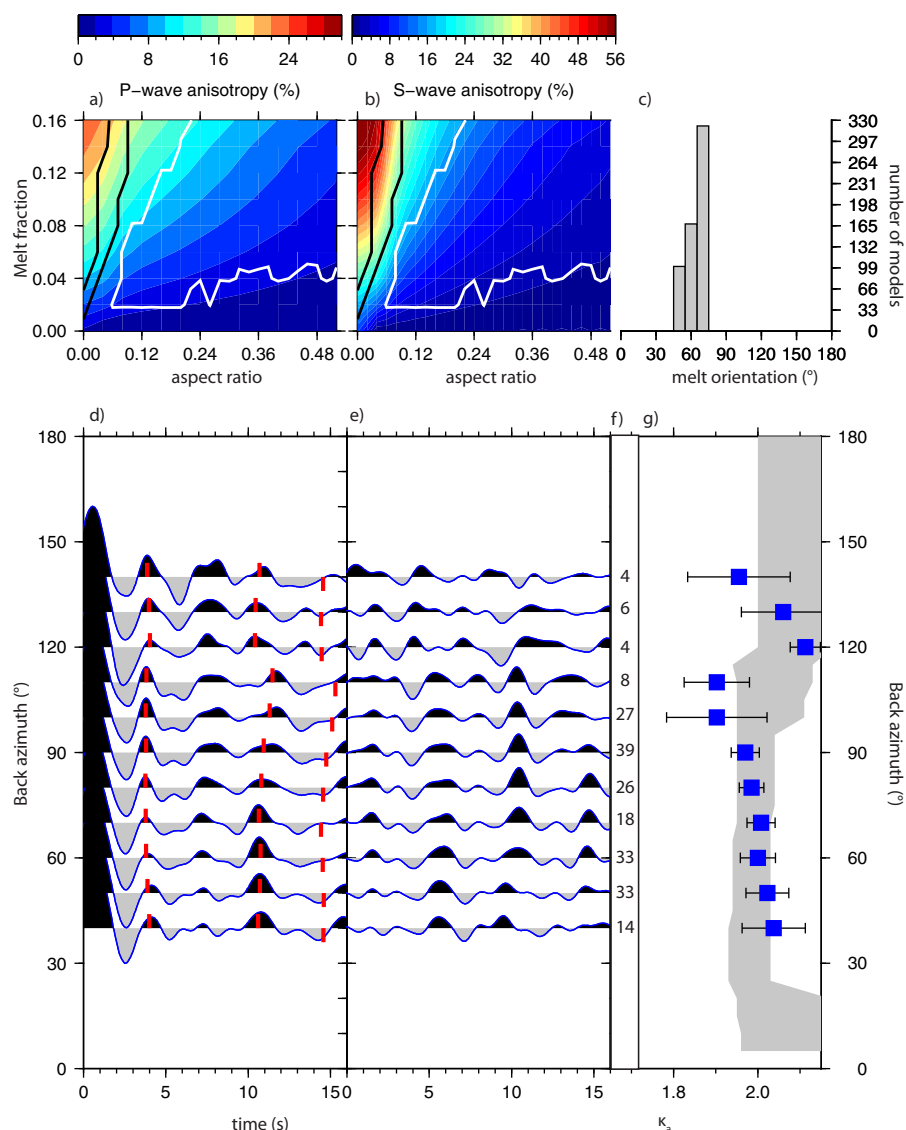 0 8 16 24
0 8 16 24 32 40 48 56
a) P−wave anisotropy (%)
b) S−wave anisotropy (%)
c)
0.16
0.12
0.08
0.04
0.00
Melt fraction
0.00 0.12 0.24 0.36 0.48
aspect ratio
0.00 0.12 0.24 0.36 0.48
aspect ratio
330
297
264
231
198
165
132
99
66
33
0
number of models
0 30 60 90 120 150 180
melt orientation (°)
d)
e)
f)
g)
180
150
120
90
60
30
0
Back azimuth (°)
4
6
4
8
27
39
26
18
33
33
14
180
150
120
90
60
30
0
Back azimuth (°)
0 5 10 15
5 10 15
0
1.8 2.0
time (s)
κa